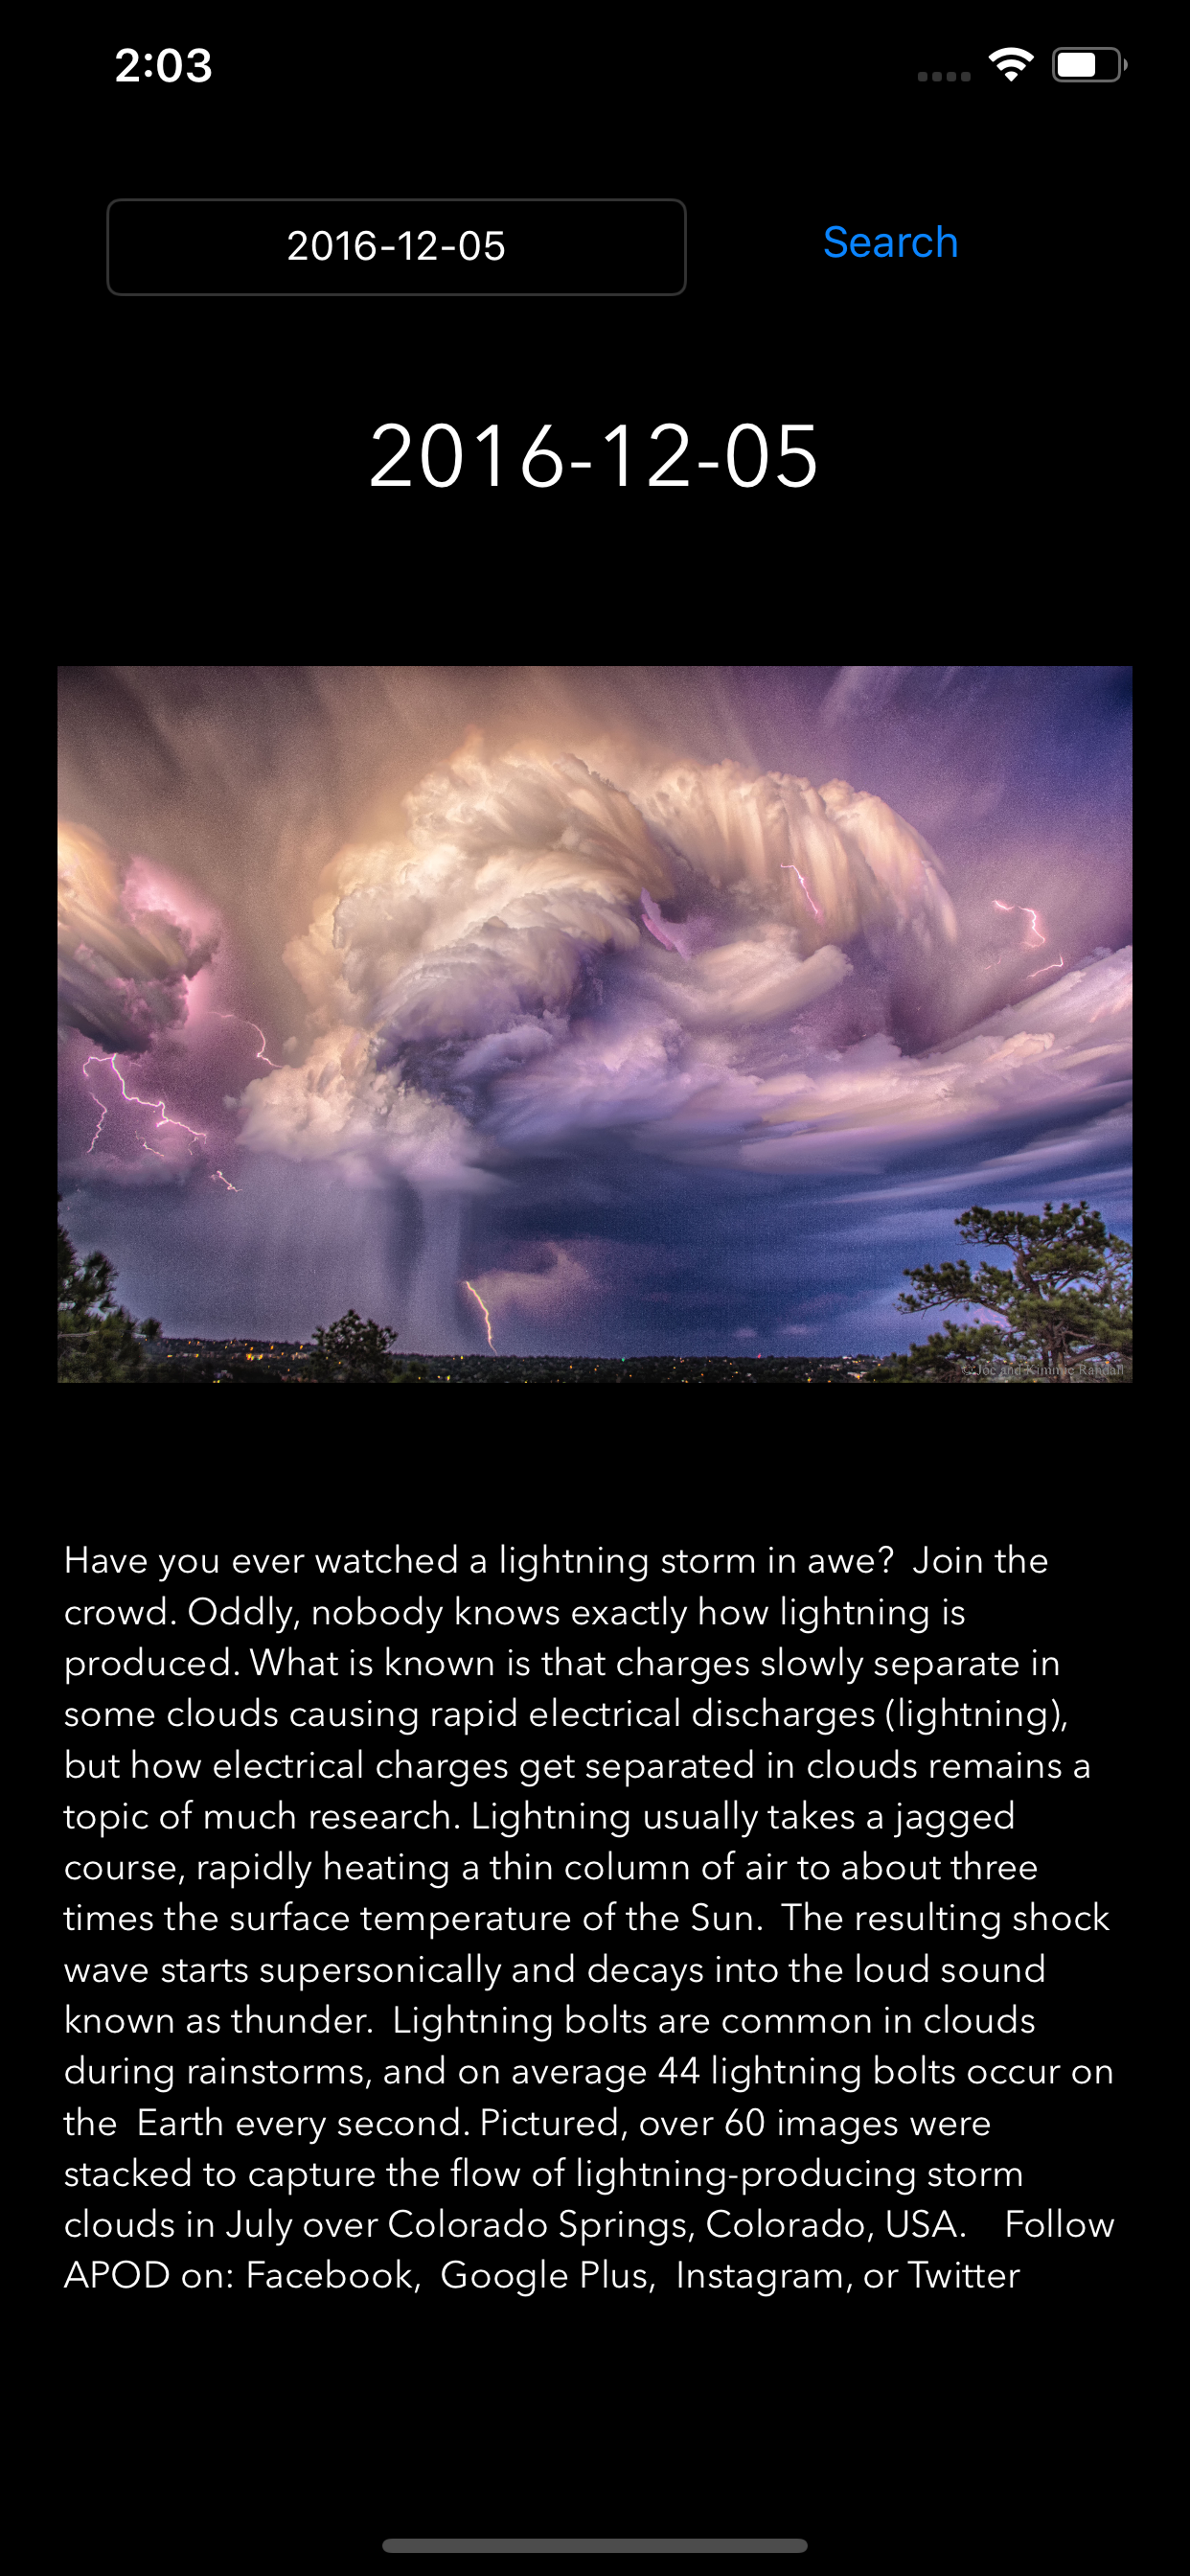 2:03
2016-12-05
Search
2016-12-05
© Joe and Kimmie Randall
Have you ever watched a lightning storm in awe?  Join the
crowd. Oddly, nobody knows exactly how lightning is
produced. What is known is that charges slowly separate in
some clouds causing rapid electrical discharges (lightning),
but how electrical charges get separated in clouds remains a
topic of much research. Lightning usually takes a jagged
course, rapidly heating a thin column of air to about three
times the surface temperature of the Sun.  The resulting shock
wave starts supersonically and decays into the loud sound
known as thunder.  Lightning bolts are common in clouds
during rainstorms, and on average 44 lightning bolts occur on
the  Earth every second. Pictured, over 60 images were
stacked to capture the flow of lightning-producing storm
clouds in July over Colorado Springs, Colorado, USA.    Follow
APOD on: Facebook,  Google Plus,  Instagram, or Twitter